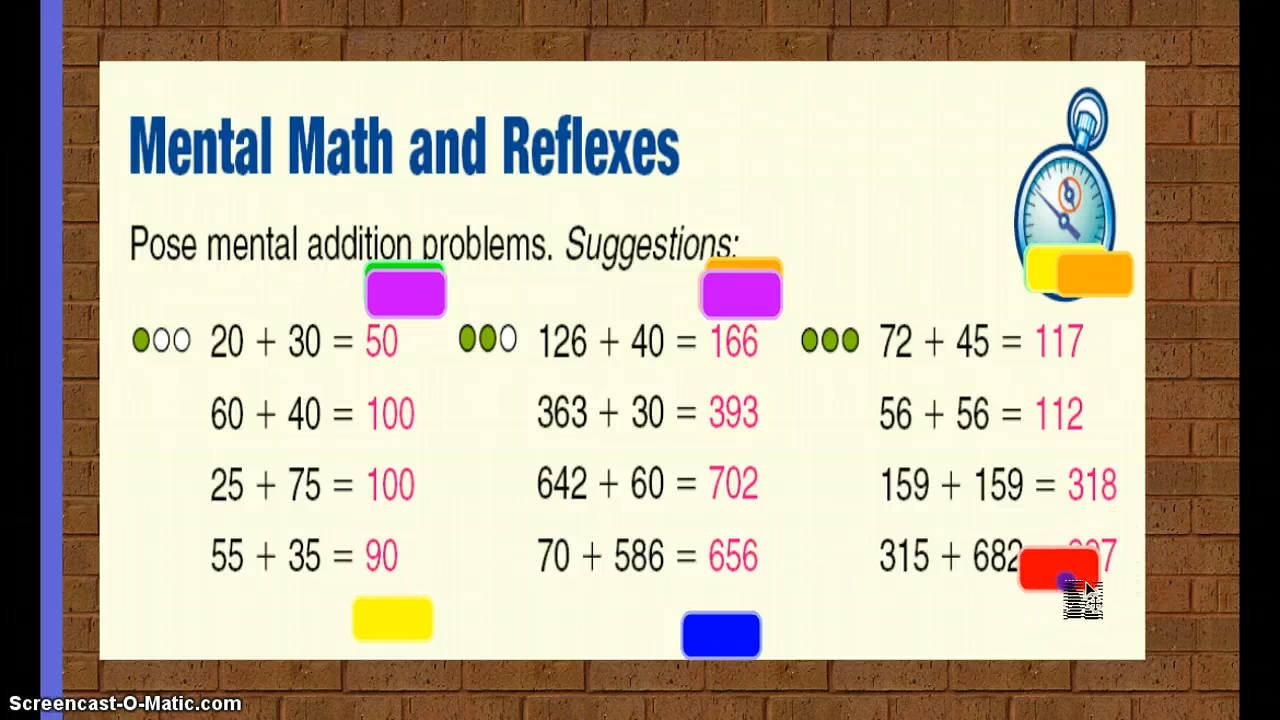 Mental Math and Reflexes
Pose mental addition problems. Suggestions:
20 + 30 = 50 126 + 40 = 166 72 + 45 = 117
60 + 40 = 100 363 + 30 = 393 56 + 56 = 112
25 + 75 = 100 642 + 60 = 702 159 + 159 = 318
55 + 35 = 90 70 + 586 = 656 315 + 682
Screencast-O-Matic.com